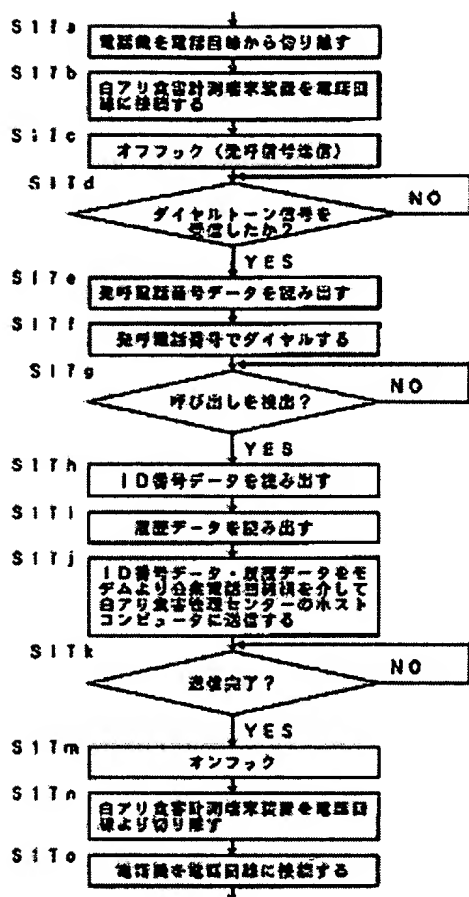 S17a
電話機を電話回線から切り離す
S17b
白アリ食害計測端末装置を電話回
線に接続する
S17c
オフフック(発呼信号送信)
S17d
ダイヤルトーン信号を
受信したか?
NO
YES
S17e
発呼電話番号データを読み出す
S17f
発呼電話番号でダイヤルする
S17g
呼び出しを検出?
NO
YES
S17h
ID番号データを読み出す
S17i
履歴データを読み出す
S17j
ID番号データ・履歴データをモ
デムより公衆電話回線網を介して
白アリ食害管理センターのホスト
コンピュータに送信する
S17k
送信完了?
NO
YES
S17m
オンフック
S17n
白アリ食害計測端末装置を電話回
線より切り離す
S17o
電話機を電話回線に接続する